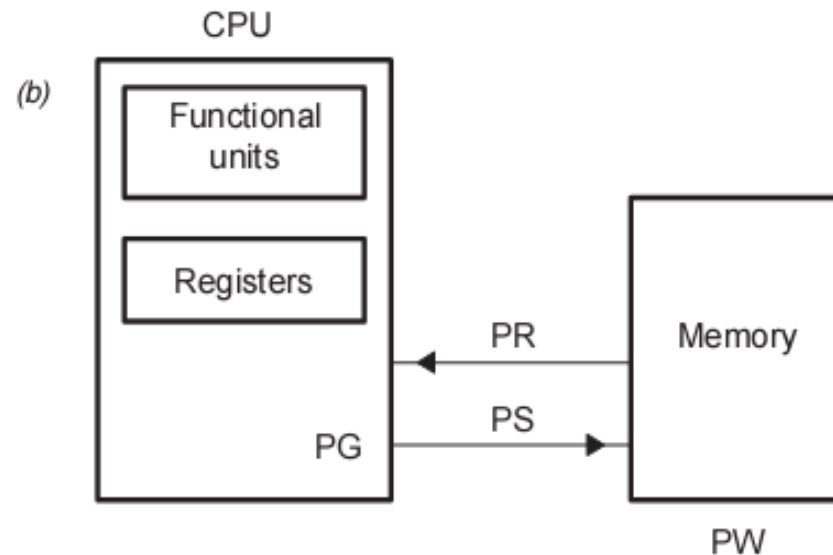 CPU
(b)
Functional
units
Registers
PR
Memory
PS
PG
PW